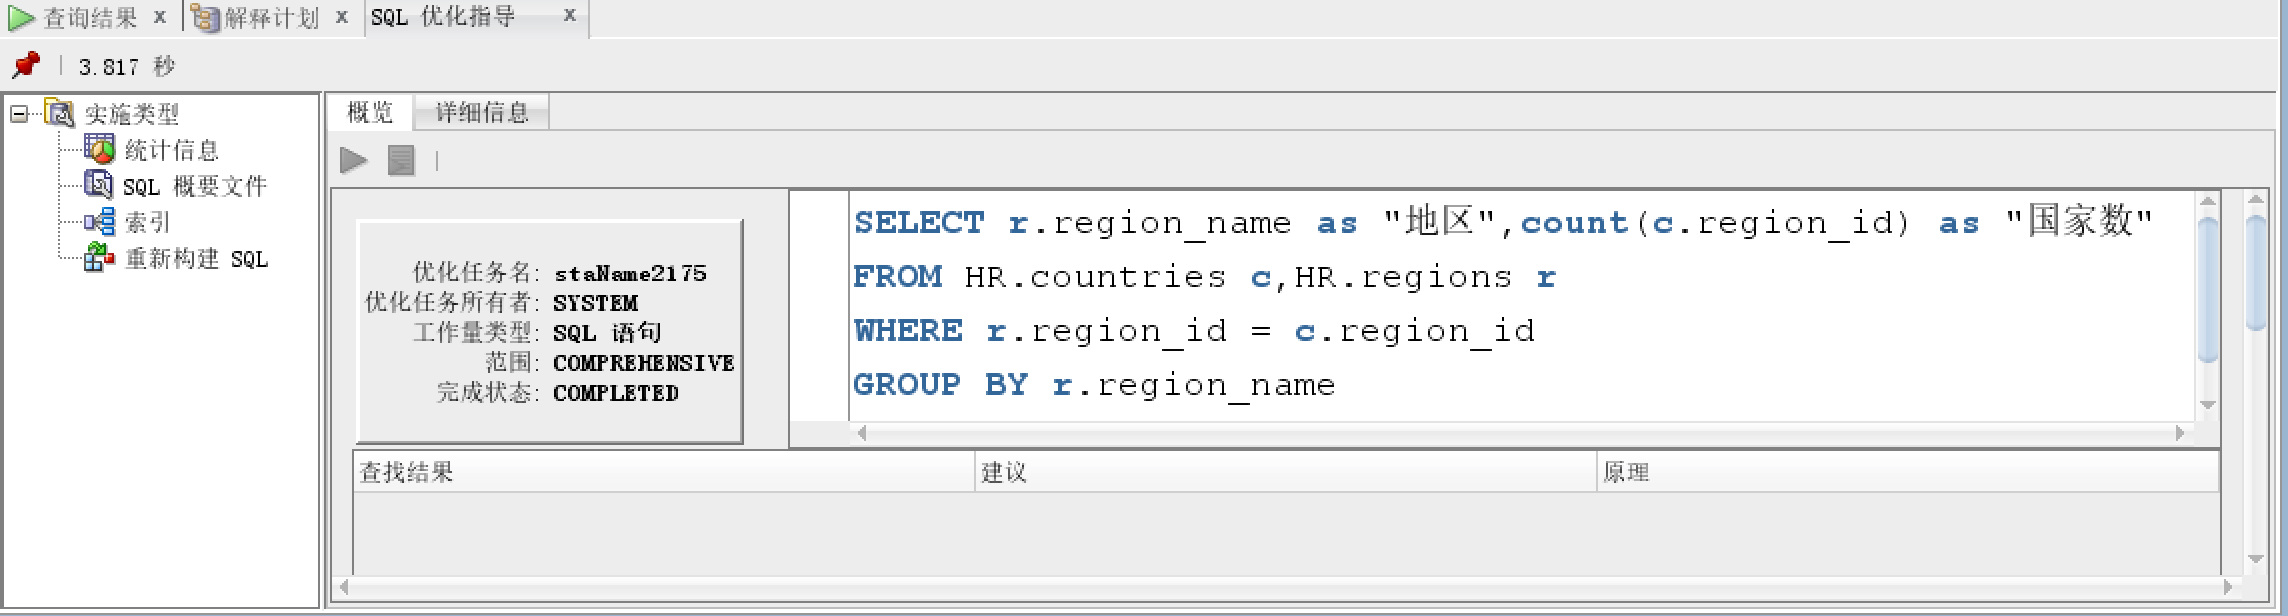 查询结果 x 解释计划 x SQL 优化指导 x
3.817 秒
实施类型
统计信息
SQL 概要文件
索引
重新构建 SQL
概览 详细信息
优化任务名: staName2175
优化任务所有者: SYSTEM
工作量类型: SQL 语句
范围: COMPREHENSIVE
完成状态: COMPLETED
SELECT r.region_name as "地区",count(c.region_id) as "国家数"
FROM HR.countries c,HR.regions r
WHERE r.region_id = c.region_id
GROUP BY r.region_name
查找结果 建议 原理